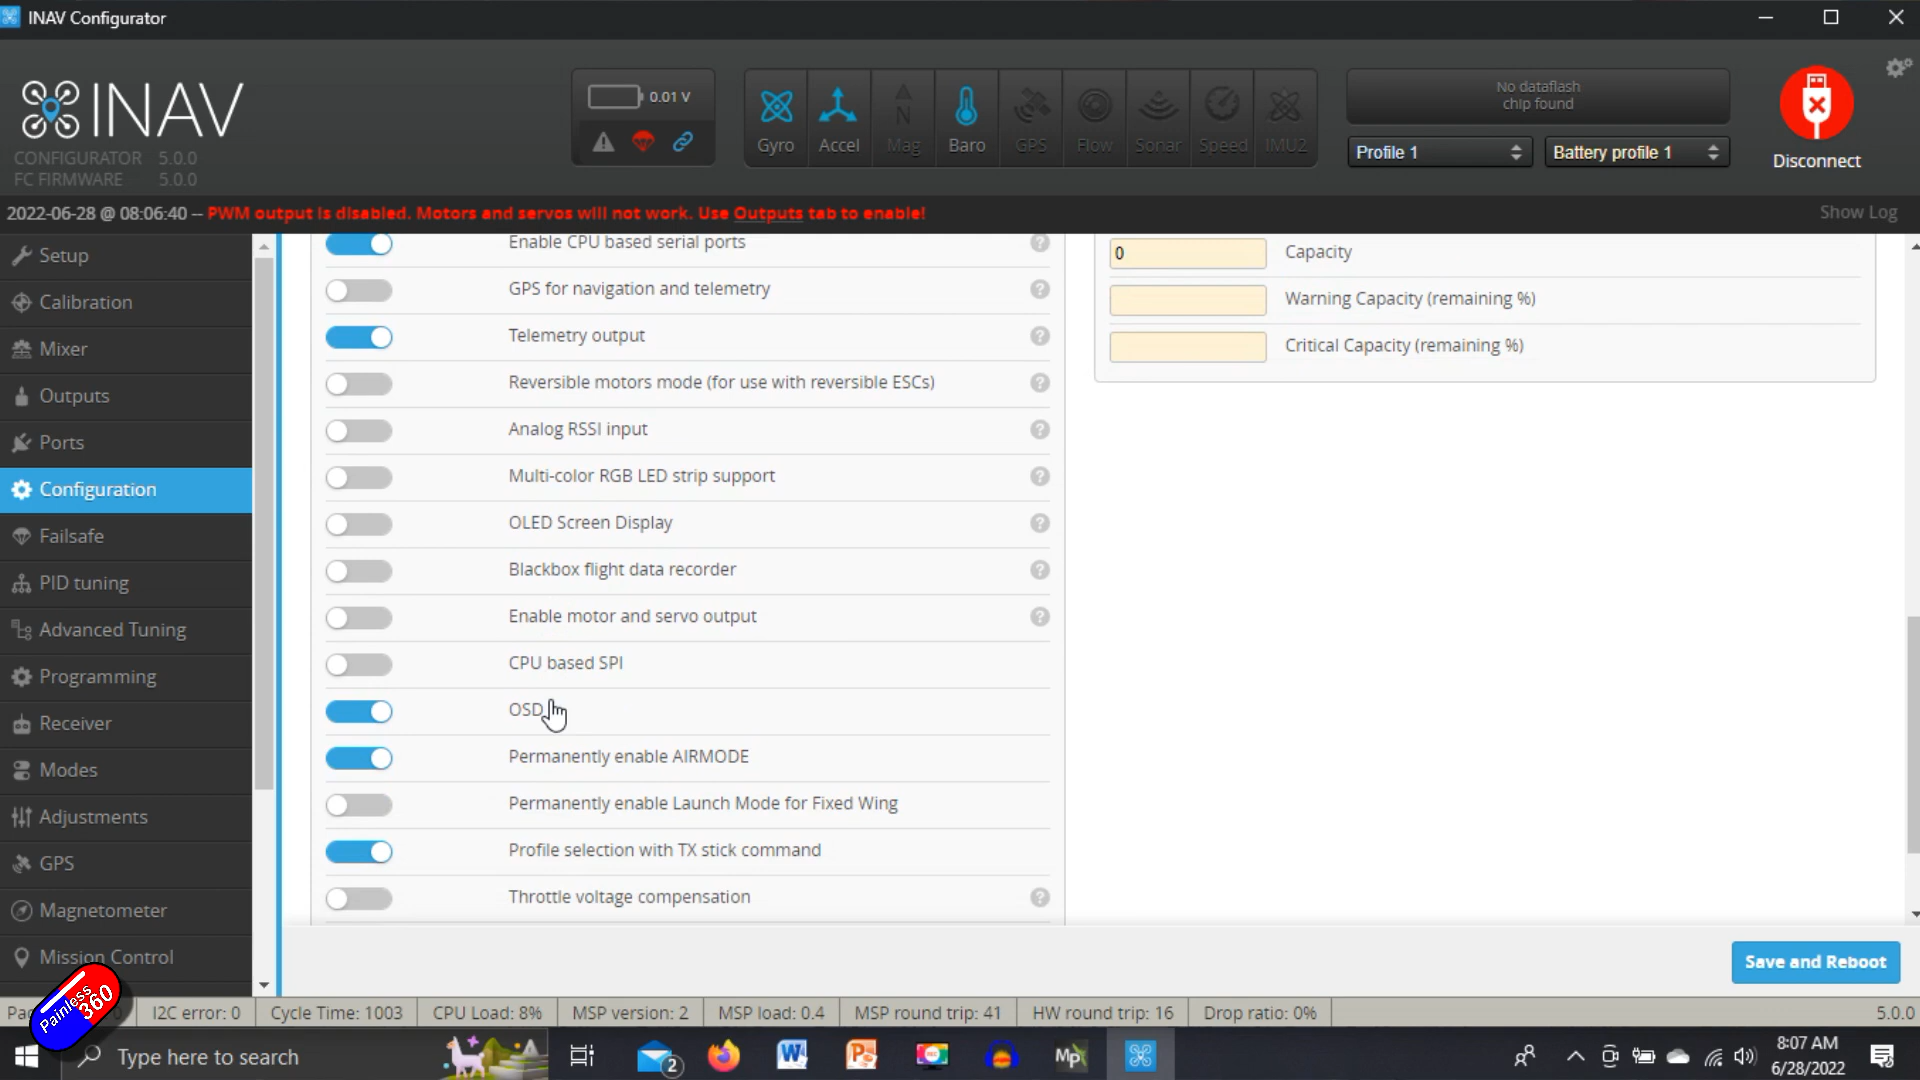 INAV Configurator
INAV
CONFIGURATOR 5.0.0
FC FIRMWARE 5.0.0
0.01 V
Gyro
Accel
Mag
Baro
GPS
Flow
Sonar
Speed
IMU2
No dataflash
chip found
Profile 1
Battery profile 1
Disconnect
2022-06-28 @ 08:06:40 -- PWM output is disabled. Motors and servos will not work. Use Outputs tab to enable!
Show Log
Setup
Calibration
Mixer
Outputs
Ports
Configuration
Failsafe
PID tuning
Advanced Tuning
Programming
Receiver
Modes
Adjustments
GPS
Magnetometer
Mission Control
Enable CPU based serial ports ?
GPS for navigation and telemetry ?
Telemetry output ?
Reversible motors mode (for use with reversible ESCs) ?
Analog RSSI input ?
Multi-color RGB LED strip support ?
OLED Screen Display ?
Blackbox flight data recorder ?
Enable motor and servo output ?
CPU based SPI
OSD
Permanently enable AIRMODE
Permanently enable Launch Mode for Fixed Wing
Profile selection with TX stick command
Throttle voltage compensation ?
0 Capacity
Warning Capacity (remaining %)
Critical Capacity (remaining %)
Save and Reboot
Painless360
I2C error: 0
Cycle Time: 1003
CPU Load: 8%
MSP version: 2
MSP load: 0.4
MSP round trip: 41
HW round trip: 16
Drop ratio: 0%
5.0.0
Type here to search
2
W
P
REC
Mp
8:07 AM
6/28/2022